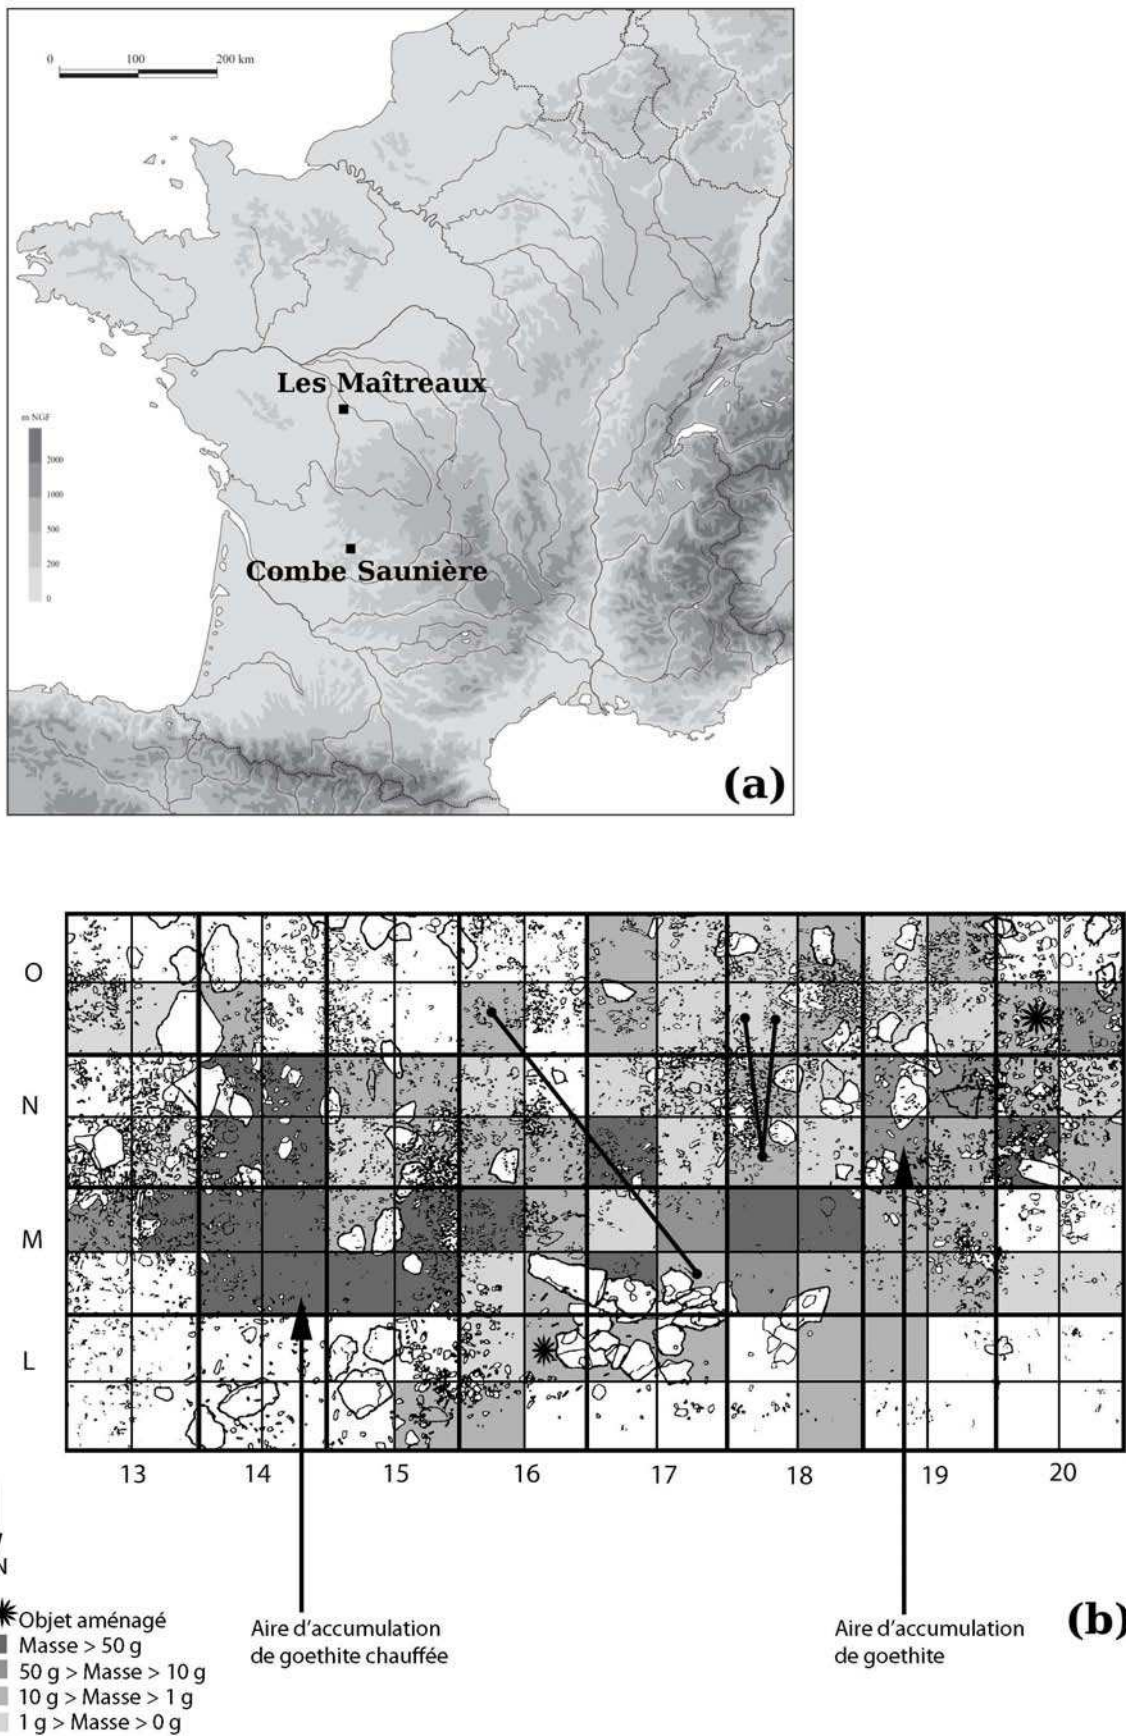 0 100 200 km
Les Maîtreaux
m NGF
2000
1000
500
200
0
Combe Saunière
(a)
O
N
M
L
13 14 15 16 17 18 19 20
N
Objet aménagé
Masse > 50 g
50 g > Masse > 10 g
10 g > Masse > 1 g
1 g > Masse > 0 g
Aire d'accumulation
de goethite chauffée
Aire d'accumulation
de goethite
(b)